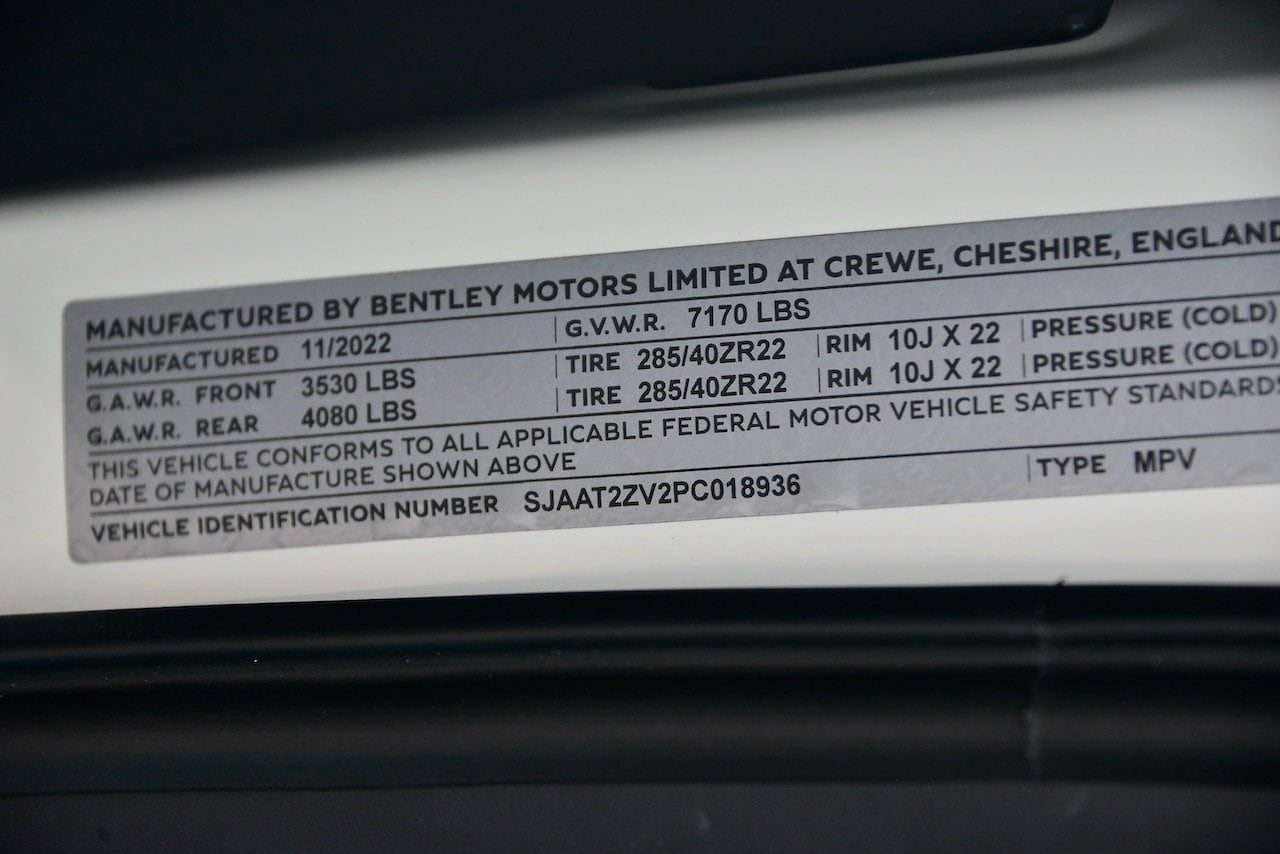 MANUFACTURED BY BENTLEY MOTORS LIMITED AT CREWE, CHESHIRE, ENGLAND
MANUFACTURED 11/2022 G.V.W.R. 7170 LBS
G.A.W.R. FRONT 3530 LBS TIRE 285/40ZR22 RIM 10J X 22 PRESSURE (COLD)
G.A.W.R. REAR 4080 LBS TIRE 285/40ZR22 RIM 10J X 22 PRESSURE (COLD)
THIS VEHICLE CONFORMS TO ALL APPLICABLE FEDERAL MOTOR VEHICLE SAFETY STANDARDS
DATE OF MANUFACTURE SHOWN ABOVE
VEHICLE IDENTIFICATION NUMBER SJAAT2ZV2PC018936 TYPE MPV